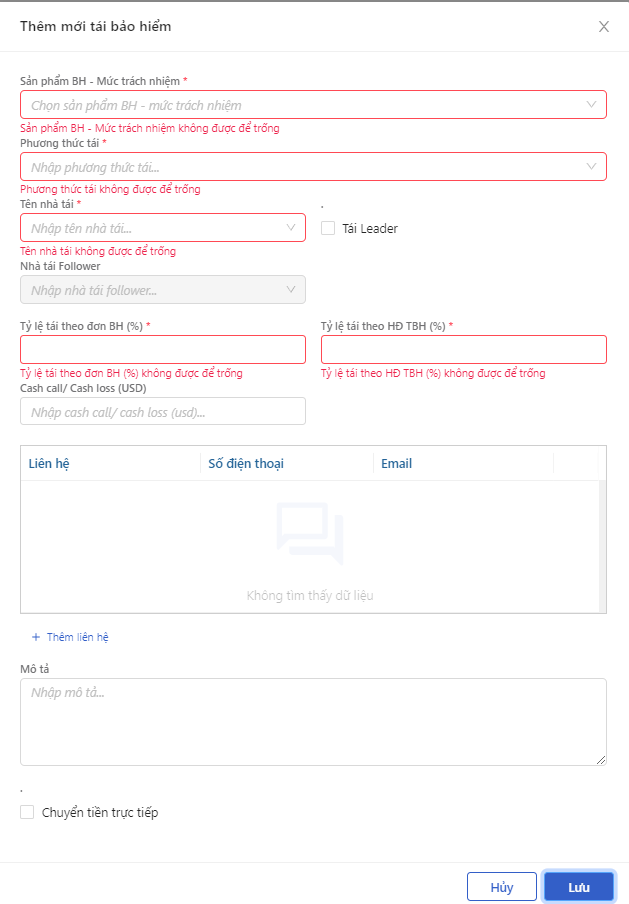 Thêm mới tái bảo hiểm
Sản phẩm BH - Mức trách nhiệm *
Chọn sản phẩm BH - mức trách nhiệm
Sản phẩm BH - Mức trách nhiệm không được để trống
Phương thức tái *
Nhập phương thức tái...
Phương thức tái không được để trống
Tên nhà tái *
.
Nhập tên nhà tái...
Tái Leader
Tên nhà tái không được để trống
Nhà tái Follower
Nhập nhà tái follower...
Tỷ lệ tái theo đơn BH (%) *
Tỷ lệ tái theo HĐ TBH (%) *
Tỷ lệ tái theo đơn BH (%) không được để trống
Tỷ lệ tái theo HĐ TBH (%) không được để trống
Cash call/ Cash loss (USD)
Nhập cash call/ cash loss (usd)...
Liên hệ
Số điện thoại
Email
Không tìm thấy dữ liệu
+ Thêm liên hệ
Mô tả
Nhập mô tả...
.
Chuyển tiền trực tiếp
Hủy
Lưu